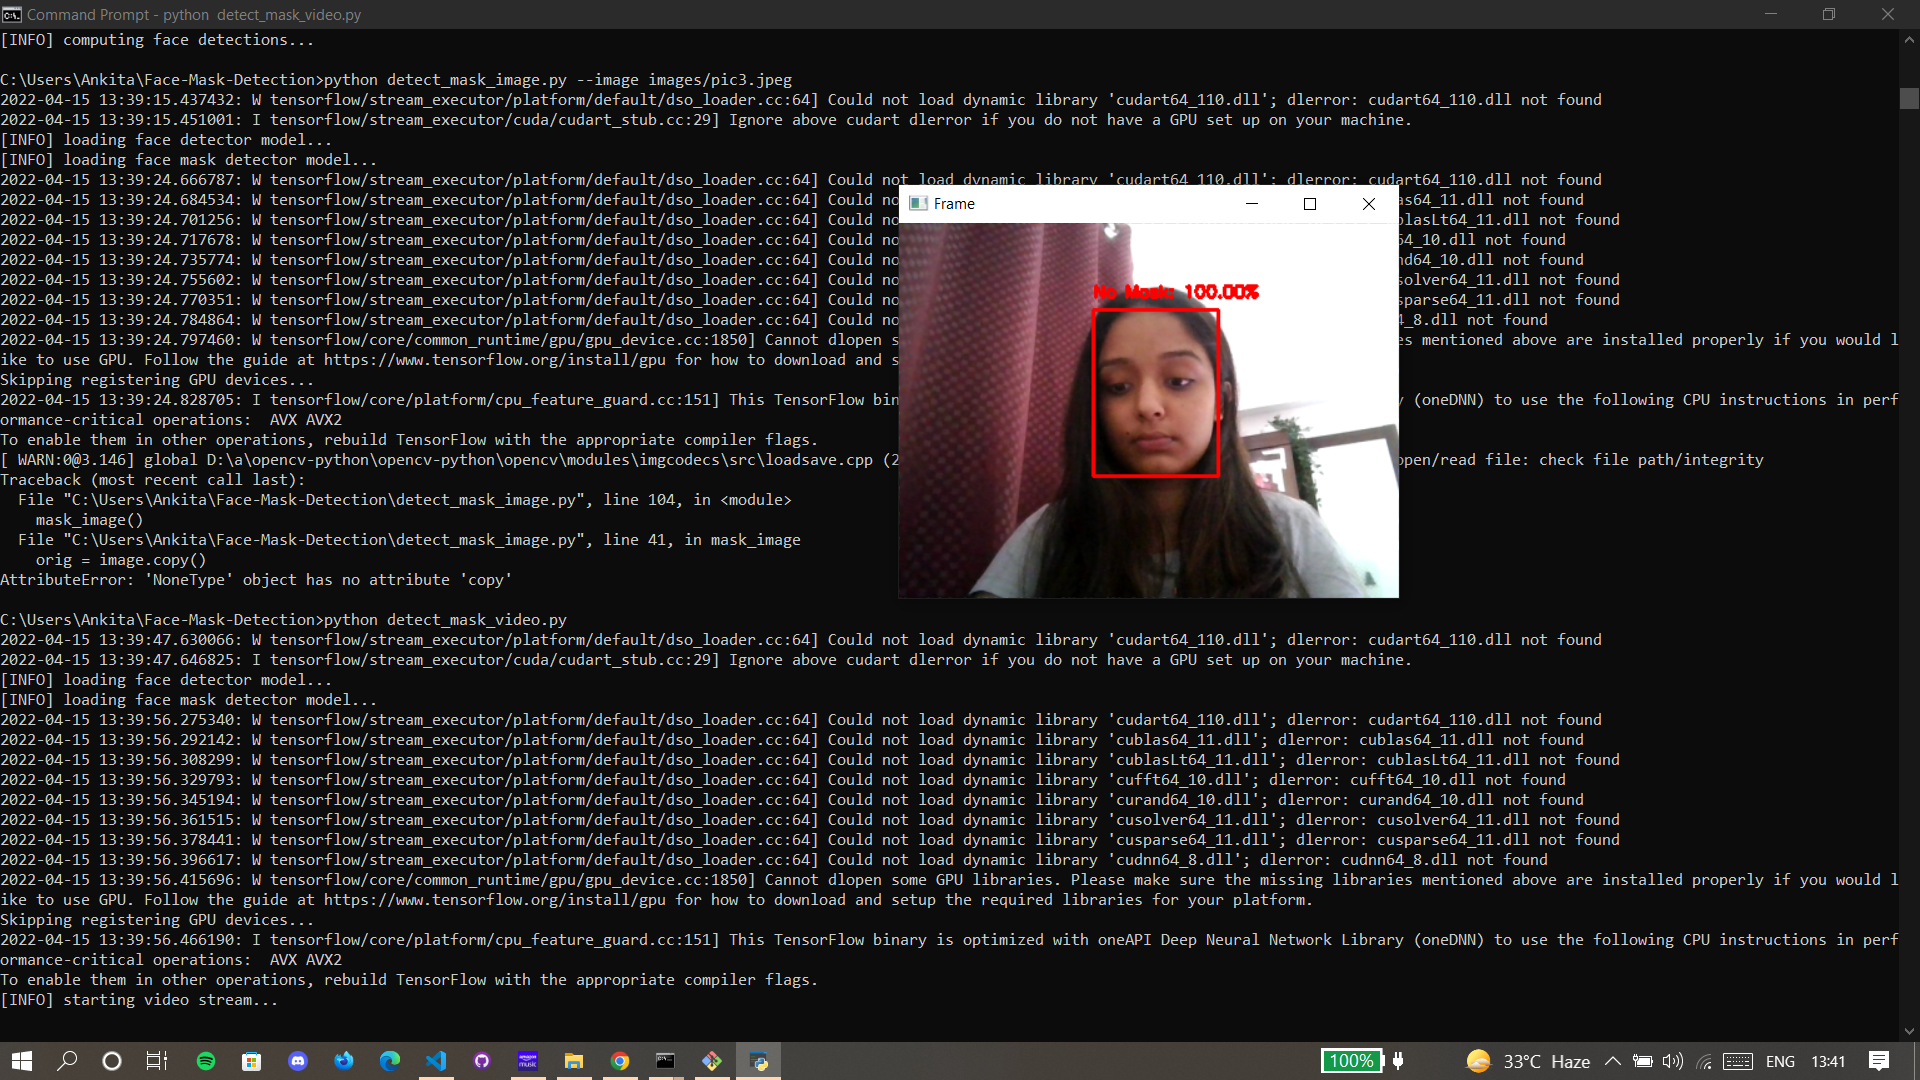 Command Prompt - python  detect_mask_video.py
[INFO] computing face detections...
C:\Users\Ankita\Face-Mask-Detection>python detect_mask_image.py --image images/pic3.jpeg
2022-04-15 13:39:15.437432: W tensorflow/stream_executor/platform/default/dso_loader.cc:64] Could not load dynamic library 'cudart64_110.dll'; dlerror: cudart64_110.dll not found
2022-04-15 13:39:15.451001: I tensorflow/stream_executor/cuda/cudart_stub.cc:29] Ignore above cudart dlerror if you do not have a GPU set up on your machine.
[INFO] loading face detector model...
[INFO] loading face mask detector model...
2022-04-15 13:39:24.666787: W tensorflow/stream_executor/platform/default/dso_loader.cc:64] Could not load dynamic library 'cudart64_110.dll'; dlerror: cudart64_110.dll not found
2022-04-15 13:39:24.684534: W tensorflow/stream_executor/platform/default/dso_loader.cc:64] Could no as64_11.dll not found
2022-04-15 13:39:24.701256: W tensorflow/stream_executor/platform/default/dso_loader.cc:64] Could no blasLt64_11.dll not found
2022-04-15 13:39:24.717678: W tensorflow/stream_executor/platform/default/dso_loader.cc:64] Could no 64_10.dll not found
2022-04-15 13:39:24.735774: W tensorflow/stream_executor/platform/default/dso_loader.cc:64] Could no nd64_10.dll not found
2022-04-15 13:39:24.755602: W tensorflow/stream_executor/platform/default/dso_loader.cc:64] Could no solver64_11.dll not found
2022-04-15 13:39:24.770351: W tensorflow/stream_executor/platform/default/dso_loader.cc:64] Could no sparse64_11.dll not found
2022-04-15 13:39:24.784864: W tensorflow/stream_executor/platform/default/dso_loader.cc:64] Could no 4_8.dll not found
2022-04-15 13:39:24.797460: W tensorflow/core/common_runtime/gpu/gpu_device.cc:1850] Cannot dlopen s es mentioned above are installed properly if you would l
ike to use GPU. Follow the guide at https://www.tensorflow.org/install/gpu for how to download and s
Skipping registering GPU devices...
2022-04-15 13:39:24.828705: I tensorflow/core/platform/cpu_feature_guard.cc:151] This TensorFlow bin y (oneDNN) to use the following CPU instructions in perf
ormance-critical operations:  AVX AVX2
To enable them in other operations, rebuild TensorFlow with the appropriate compiler flags.
[ WARN:0@3.146] global D:\a\opencv-python\opencv-python\opencv\modules\imgcodecs\src\loadsave.cpp (2 open/read file: check file path/integrity
Traceback (most recent call last):
  File "C:\Users\Ankita\Face-Mask-Detection\detect_mask_image.py", line 104, in <module>
    mask_image()
  File "C:\Users\Ankita\Face-Mask-Detection\detect_mask_image.py", line 41, in mask_image
    orig = image.copy()
AttributeError: 'NoneType' object has no attribute 'copy'
Frame
No Mask: 100.00%
C:\Users\Ankita\Face-Mask-Detection>python detect_mask_video.py
2022-04-15 13:39:47.630066: W tensorflow/stream_executor/platform/default/dso_loader.cc:64] Could not load dynamic library 'cudart64_110.dll'; dlerror: cudart64_110.dll not found
2022-04-15 13:39:47.646825: I tensorflow/stream_executor/cuda/cudart_stub.cc:29] Ignore above cudart dlerror if you do not have a GPU set up on your machine.
[INFO] loading face detector model...
[INFO] loading face mask detector model...
2022-04-15 13:39:56.275340: W tensorflow/stream_executor/platform/default/dso_loader.cc:64] Could not load dynamic library 'cudart64_110.dll'; dlerror: cudart64_110.dll not found
2022-04-15 13:39:56.292142: W tensorflow/stream_executor/platform/default/dso_loader.cc:64] Could not load dynamic library 'cublas64_11.dll'; dlerror: cublas64_11.dll not found
2022-04-15 13:39:56.308299: W tensorflow/stream_executor/platform/default/dso_loader.cc:64] Could not load dynamic library 'cublasLt64_11.dll'; dlerror: cublasLt64_11.dll not found
2022-04-15 13:39:56.329793: W tensorflow/stream_executor/platform/default/dso_loader.cc:64] Could not load dynamic library 'cufft64_10.dll'; dlerror: cufft64_10.dll not found
2022-04-15 13:39:56.345194: W tensorflow/stream_executor/platform/default/dso_loader.cc:64] Could not load dynamic library 'curand64_10.dll'; dlerror: curand64_10.dll not found
2022-04-15 13:39:56.361515: W tensorflow/stream_executor/platform/default/dso_loader.cc:64] Could not load dynamic library 'cusolver64_11.dll'; dlerror: cusolver64_11.dll not found
2022-04-15 13:39:56.378441: W tensorflow/stream_executor/platform/default/dso_loader.cc:64] Could not load dynamic library 'cusparse64_11.dll'; dlerror: cusparse64_11.dll not found
2022-04-15 13:39:56.396617: W tensorflow/stream_executor/platform/default/dso_loader.cc:64] Could not load dynamic library 'cudnn64_8.dll'; dlerror: cudnn64_8.dll not found
2022-04-15 13:39:56.415696: W tensorflow/core/common_runtime/gpu/gpu_device.cc:1850] Cannot dlopen some GPU libraries. Please make sure the missing libraries mentioned above are installed properly if you would l
ike to use GPU. Follow the guide at https://www.tensorflow.org/install/gpu for how to download and setup the required libraries for your platform.
Skipping registering GPU devices...
2022-04-15 13:39:56.466190: I tensorflow/core/platform/cpu_feature_guard.cc:151] This TensorFlow binary is optimized with oneAPI Deep Neural Network Library (oneDNN) to use the following CPU instructions in perf
ormance-critical operations:  AVX AVX2
To enable them in other operations, rebuild TensorFlow with the appropriate compiler flags.
[INFO] starting video stream...
amazon music
100% 33°C Haze ENG 13:41